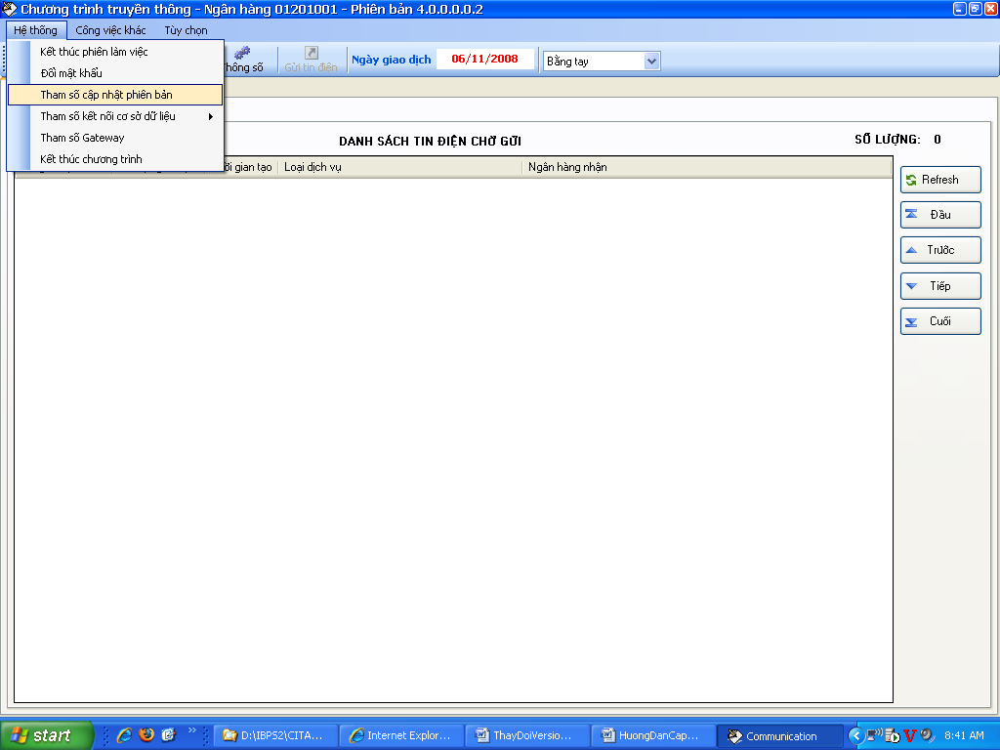 Chương trình truyền thông - Ngân hàng 01201001 - Phiên bản 4.0.0.0.0.2
Hệ thống Công việc khác Tùy chọn
Kết thúc phiên làm việc
Đổi mật khẩu
Tham số cập nhật phiên bản
Tham số kết nối cơ sở dữ liệu
Tham số Gateway
Kết thúc chương trình
hông số Gửi tin điện Ngày giao dịch 06/11/2008 Bằng tay
DANH SÁCH TIN ĐIỆN CHỜ GỬI SỐ LƯỢNG: 0
ời gian tạo Loại dịch vụ Ngân hàng nhận
Refresh
Đầu
Trước
Tiếp
Cuối
start D:\IBPS2\CITA... Internet Explor... ThayDoiVersio... HuongDanCap... Communication 8:41 AM